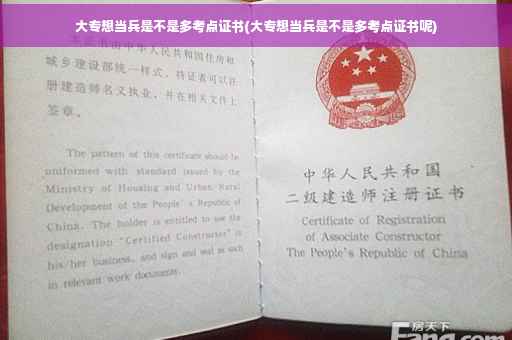 大专想当兵是不是多考点证书(大专想当兵是不是多考点证书呢)
本证书由中华人民共和国住房和
城乡建设部统一样式，持证者可以注
册建造师名义执业，并在相关文件上
签章。
The pattern of this certificate should be
uniformed with standard issued by the
Ministry of Housing and Urban Rural
Development of the People's Republic of
China. The holder is entitled to use the
designation "Certified Constructor" in
his/her business, and sign and seal as such
in relevant work documents.
中华人民共和国
二级建造师注册证书
Certificate of Registration
of Associate Constructor
The People's Republic of China
房天下
Fang.com